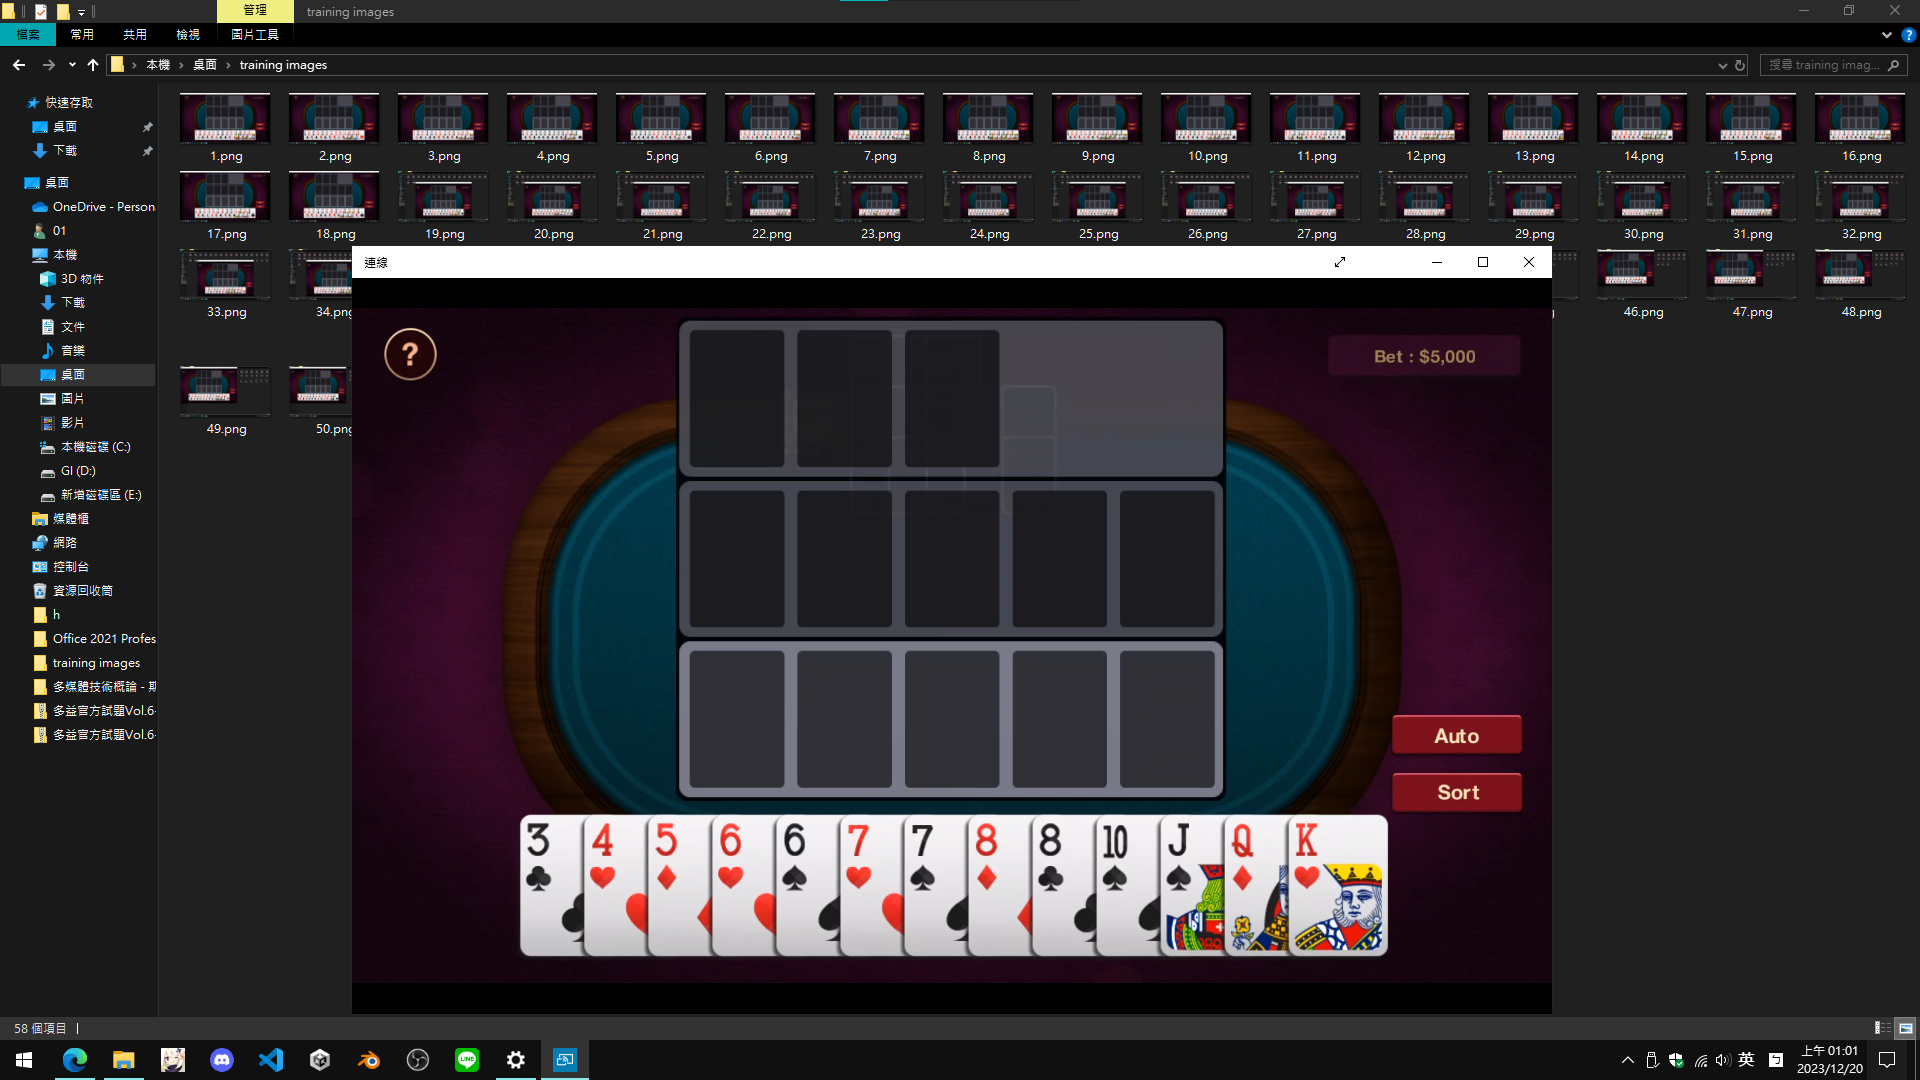 管理
training images
檔案
常用
共用
檢視
圖片工具
本機
桌面
training images
搜尋 training imag...
快速存取
桌面
下載
桌面
OneDrive - Person
01
本機
3D 物件
下載
文件
音樂
桌面
圖片
影片
本機磁碟 (C:)
GI (D:)
新增磁碟區 (E:)
媒體櫃
網路
控制台
資源回收筒
h
Office 2021 Profes
training images
多媒體技術概論 - 期
多益官方試題Vol.6-
多益官方試題Vol.6-
1.png
2.png
3.png
4.png
5.png
6.png
7.png
8.png
9.png
10.png
11.png
12.png
13.png
14.png
15.png
16.png
17.png
18.png
19.png
20.png
21.png
22.png
23.png
24.png
25.png
26.png
27.png
28.png
29.png
30.png
31.png
32.png
33.png
34.png
46.png
47.png
48.png
49.png
50.png
連線
?
Bet : $5,000
Auto
Sort
3
4
5
6
6
7
7
8
8
10
J
Q
K
58 個項目
LINE
英
上午 01:01
2023/12/20